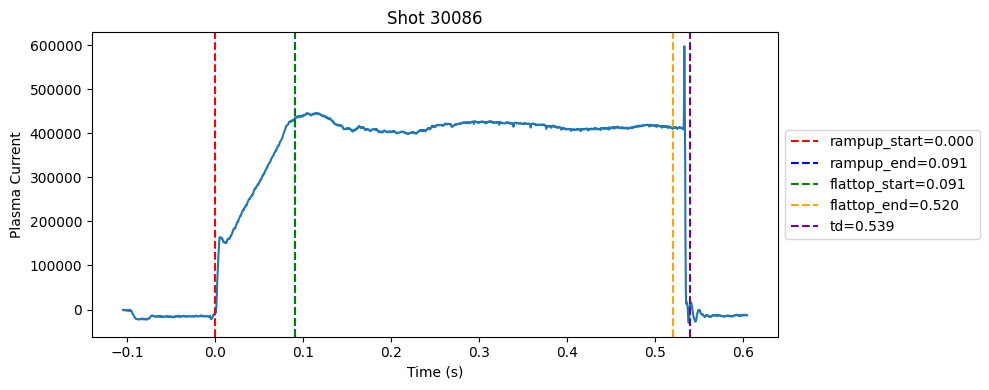 Shot 30086
600000
500000
400000
300000
200000
100000
0
Plasma Current
−0.1
0.0
0.1
0.2
0.3
0.4
0.5
0.6
Time (s)
rampup_start=0.000
rampup_end=0.091
flattop_start=0.091
flattop_end=0.520
td=0.539